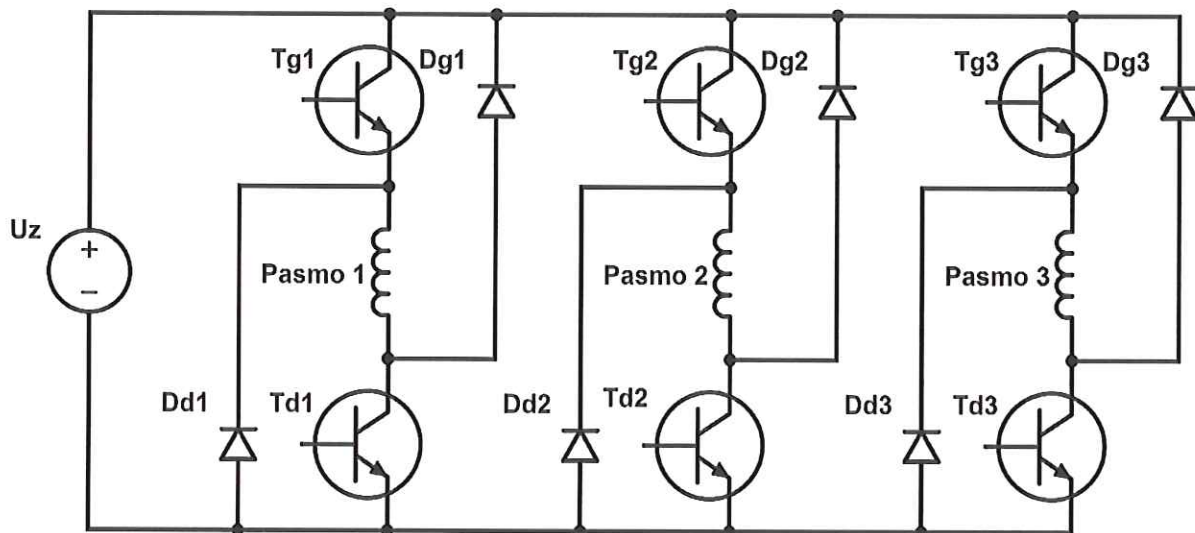 Tg1 Dg1 Tg2 Dg2 Tg3 Dg3
Uz
+
−
Pasmo 1 Pasmo 2 Pasmo 3
Dd1 Td1 Dd2 Td2 Dd3 Td3